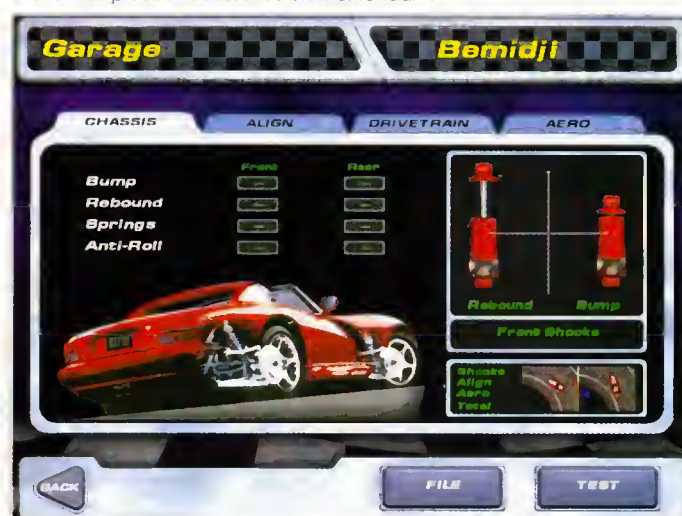 Garage
Bemidji
CHASSIS ALIGN DRIVETRAIN AERO
Front Rear
Bump
Rebound
Springs
Anti-Roll
Rebound Bump
Front Shocks
Shocks
Align
Aero
Total
BACK
FILE TEST